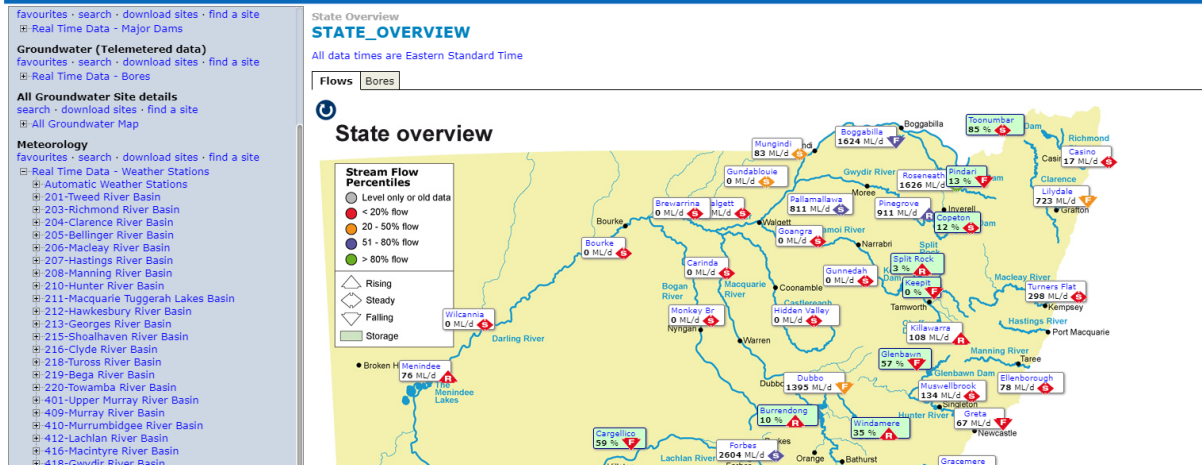 favourites · search · download sites · find a site
Real Time Data - Major Dams
Groundwater (Telemetered data)
favourites · search · download sites · find a site
Real Time Data - Bores
All Groundwater Site details
search · download sites · find a site
All Groundwater Map
Meteorology
favourites · search · download sites · find a site
Real Time Data - Weather Stations
Automatic Weather Stations
201-Tweed River Basin
203-Richmond River Basin
204-Clarence River Basin
205-Bellinger River Basin
206-Macleay River Basin
207-Hastings River Basin
208-Manning River Basin
210-Hunter River Basin
211-Macquarie Tuggerah Lakes Basin
212-Hawkesbury River Basin
213-Georges River Basin
215-Shoalhaven River Basin
216-Clyde River Basin
218-Tuross River Basin
219-Bega River Basin
220-Towamba River Basin
401-Upper Murray River Basin
409-Murray River Basin
410-Murrumbidgee River Basin
412-Lachlan River Basin
416-Macintyre River Basin
418-Gwydir River Basin
State Overview
STATE_OVERVIEW
All data times are Eastern Standard Time
Flows
Bores
State overview
Stream Flow
Percentiles
Level only or old data
< 20% flow
20 - 50% flow
51 - 80% flow
> 80% flow
Rising
Steady
Falling
Storage
Boggabilla
Boggabilla
1624 ML/d F
Toonumbar
85 % S
Dam
Richmond
Casino
17 ML/d S
Mungindi
83 ML/d S
Gundablouie
0 ML/d S
Gwydir River
Moree
Roseneath
1626 ML/d
Pindari
13 % F
Clarence
Lilydale
723 ML/d F
Grafton
Brewarrina
0 ML/d S
Pallamallawa
811 ML/d S
Pinegrove
911 ML/d R
Inverell
Copeton
12 % S
Bourke
Walgett
Goangra
0 ML/d S
Narrabri
Bourke
0 ML/d S
Split
Split Rock
3 % R
Carinda
0 ML/d S
Gunnedah
0 ML/d S
Keepit
0 % F
Macleay River
Turners Flat
298 ML/d S
Kempsey
Bogan
River
Macquarie
River
Coonamble
Castlereagh
Tamworth
Hastings River
Port Macquarie
Wilcannia
0 ML/d S
Monkey Br
0 ML/d S
Nyngan
Hidden Valley
0 ML/d S
Killawarra
108 ML/d R
Darling River
Warren
Manning River
Taree
Glenbawn
57 % F
Glenbawn Dam
Menindee
76 ML/d R
The
Menindee
Lakes
Dubbo
1395 ML/d F
Muswellbrook
134 ML/d S
Ellenborough
78 ML/d S
Singleton
Hunter River
Greta
67 ML/d F
Newcastle
Burrendong
10 % R
Windamere
35 % R
Cargellico
59 % F
Forbes
2604 ML/d S
Lachlan River
Orange
Bathurst
Gracemere